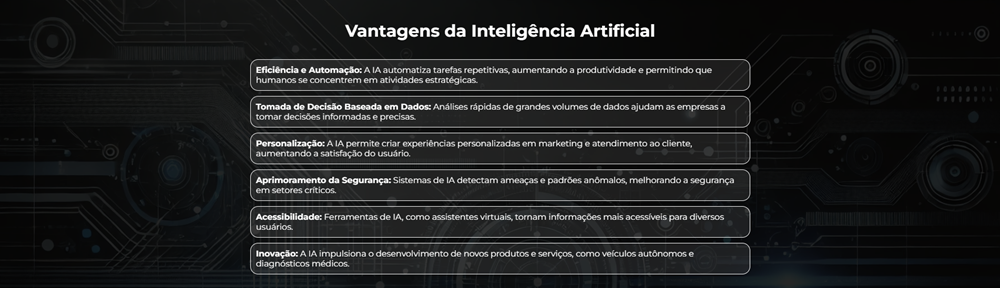 Vantagens da Inteligência Artificial
Eficiência e Automação: A IA automatiza tarefas repetitivas, aumentando a produtividade e permitindo que
humanos se concentrem em atividades estratégicas.
Tomada de Decisão Baseada em Dados: Análises rápidas de grandes volumes de dados ajudam as empresas a
tomar decisões informadas e precisas.
Personalização: A IA permite criar experiências personalizadas em marketing e atendimento ao cliente,
aumentando a satisfação do usuário.
Aprimoramento da Segurança: Sistemas de IA detectam ameaças e padrões anômalos, melhorando a segurança
em setores críticos.
Acessibilidade: Ferramentas de IA, como assistentes virtuais, tornam informações mais acessíveis para diversos
usuários.
Inovação: A IA impulsiona o desenvolvimento de novos produtos e serviços, como veículos autônomos e
diagnósticos médicos.